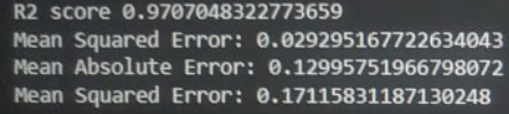 R2 score 0.9707048322773659
Mean Squared Error: 0.029295167722634043
Mean Absolute Error: 0.12995751966798072
Mean Squared Error: 0.17115831187130248